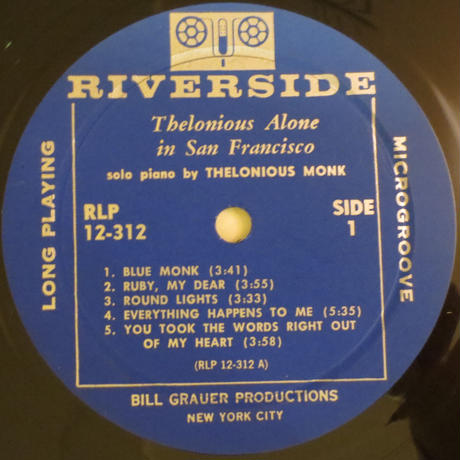 RIVERSIDE
Thelonious Alone
in San Francisco
solo piano by THELONIOUS MONK
LONG PLAYING
MICROGROOVE
RLP
12-312
SIDE
1
1. BLUE MONK (3:41)
2. RUBY, MY DEAR (3:55)
3. ROUND LIGHTS (3:33)
4. EVERYTHING HAPPENS TO ME (5:35)
5. YOU TOOK THE WORDS RIGHT OUT
OF MY HEART (3:58)
(RLP 12-312 A)
BILL GRAUER PRODUCTIONS
NEW YORK CITY